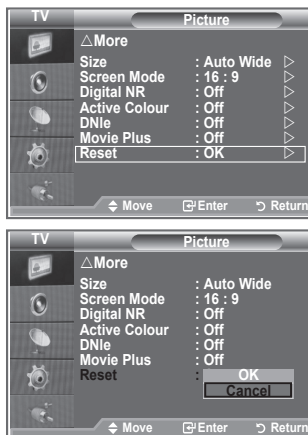 TV Picture
△More
Size : Auto Wide ▷
Screen Mode : 16 : 9 ▷
Digital NR : Off ▷
Active Colour : Off ▷
DNIe : Off ▷
Movie Plus : Off ▷
Reset : OK ▷
Move Enter Return
TV Picture
△More
Size : Auto Wide
Screen Mode : 16 : 9
Digital NR : Off
Active Colour : Off
DNIe : Off
Movie Plus : Off
Reset : OK
Cancel
Move Enter Return